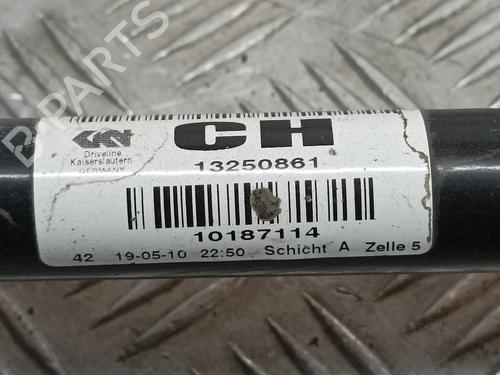 B-PARTS
GKN
CH
Driveline
Kaiserslautern
GERMANY
13250861
10187114
42 19-05-10 22:50 Schicht A Zelle 5